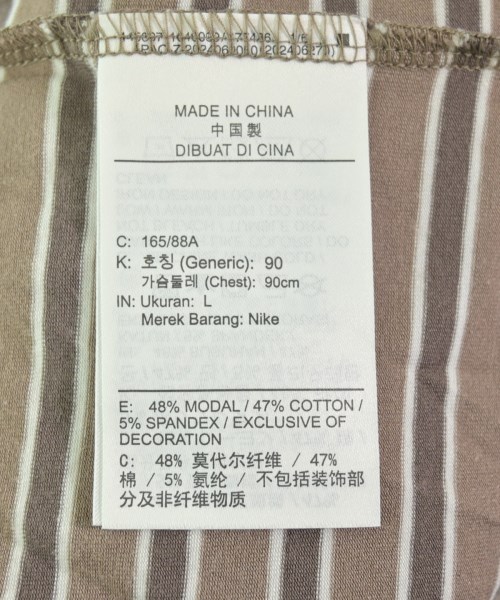 MADE IN CHINA
中国製
DIBUAT DI CINA
C: 165/88A
K: 호칭 (Generic): 90
가슴둘레 (Chest): 90cm
IN: Ukuran: L
Merek Barang: Nike
E: 48% MODAL / 47% COTTON /
5% SPANDEX / EXCLUSIVE OF
DECORATION
C: 48% 莫代尔纤维 / 47%
棉 / 5% 氨纶 / 不包括装饰部
分及非纤维物质